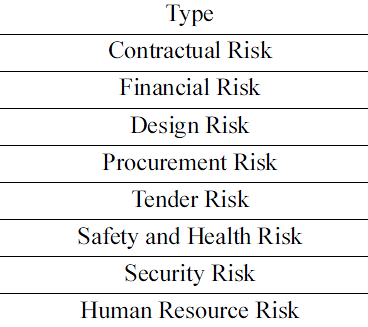 Type
Contractual Risk
Financial Risk
Design Risk
Procurement Risk
Tender Risk
Safety and Health Risk
Security Risk
Human Resource Risk